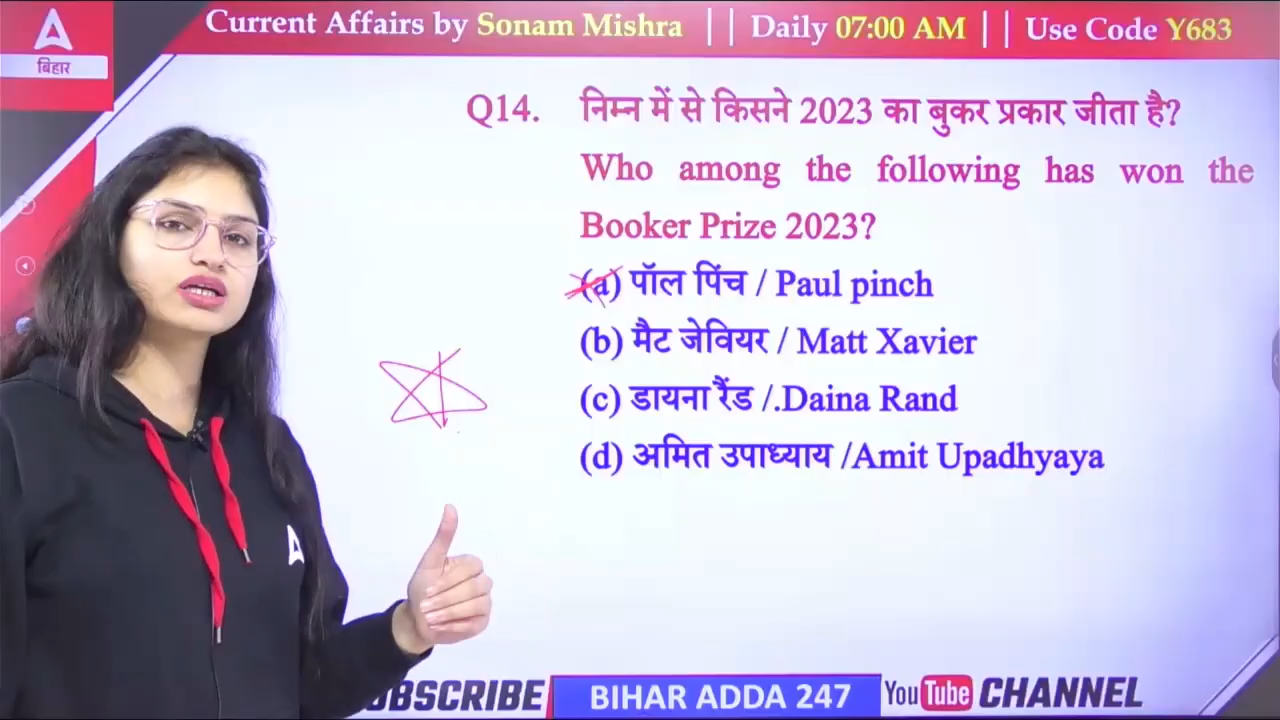 Current Affairs by Sonam Mishra || Daily 07:00 AM || Use Code Y683
बिहार
Q14. निम्न में से किसने 2023 का बुकर प्रकार जीता है?
Who among the following has won the
Booker Prize 2023?
(a) पॉल पिंच / Paul pinch
(b) मैट जेवियर / Matt Xavier
(c) डायना रैंड /.Daina Rand
(d) अमित उपाध्याय /Amit Upadhyaya
UBSCRIBE BIHAR ADDA 247 YouTube CHANNEL